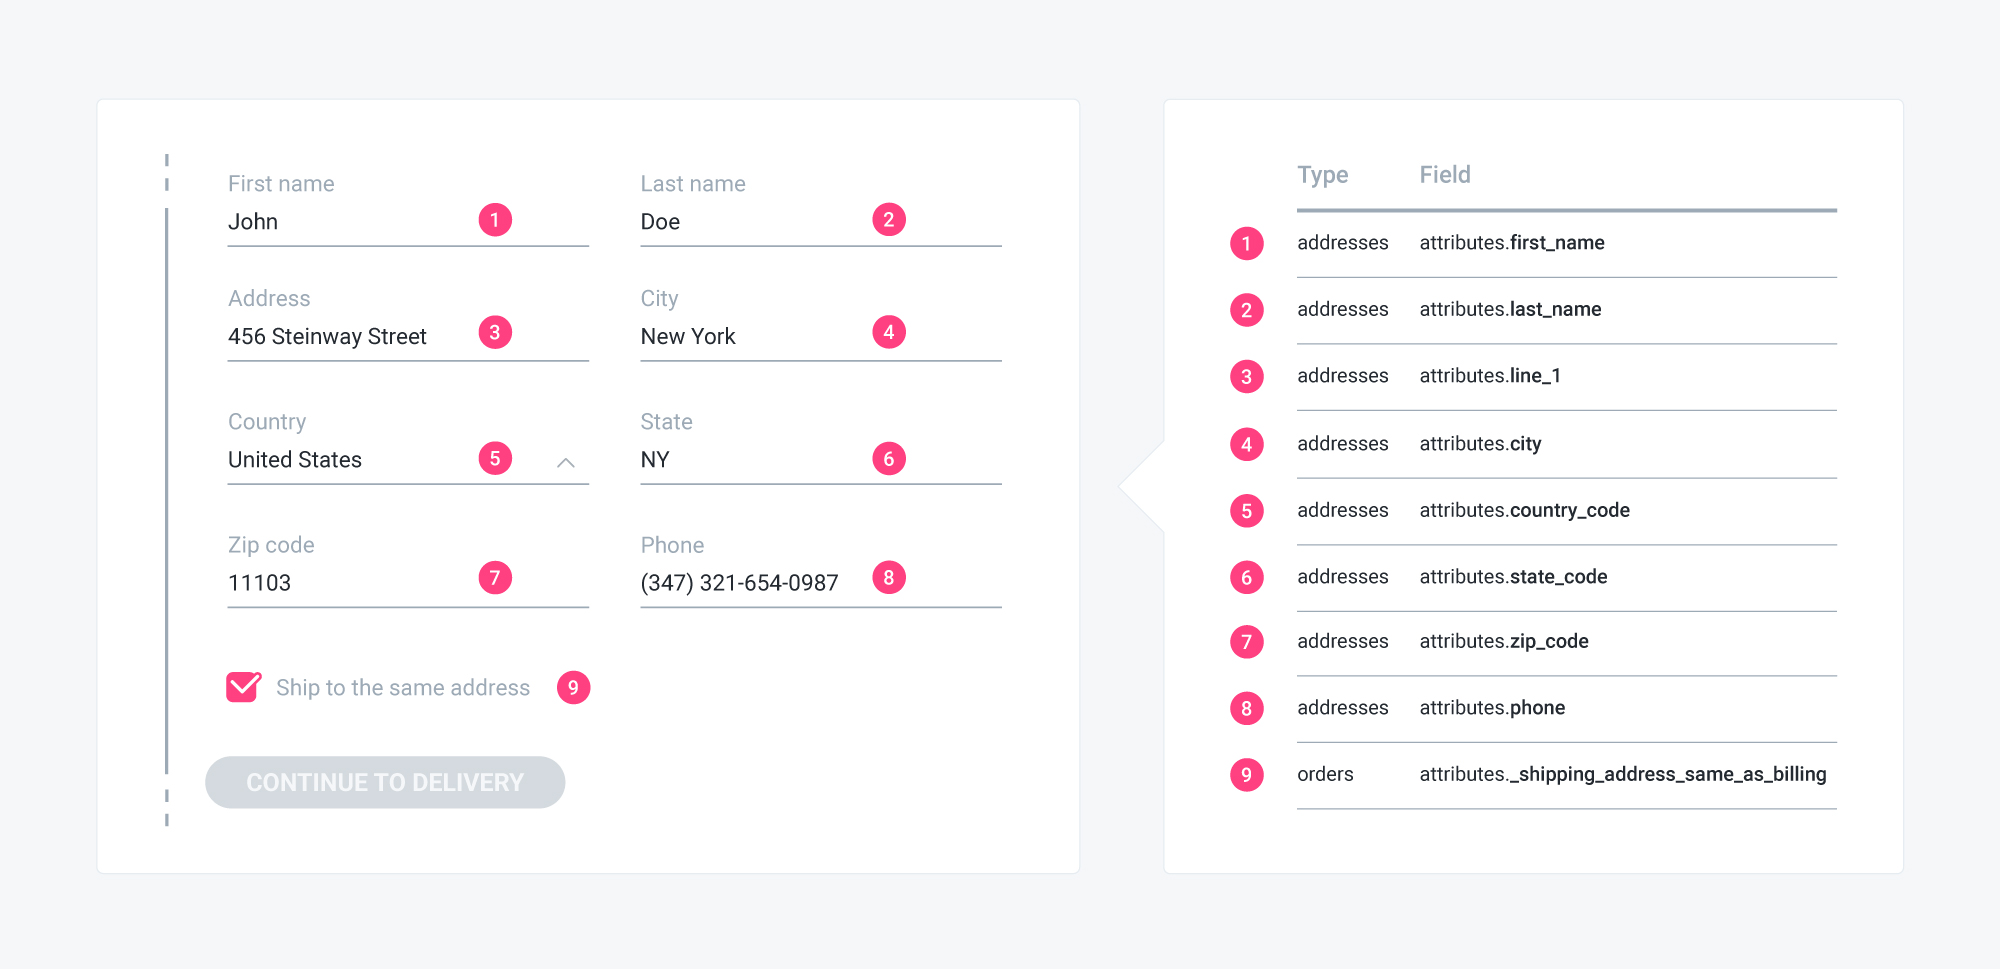 First name
John 1
Last name
Doe 2
Address
456 Steinway Street 3
City
New York 4
Country
United States 5
State
NY 6
Zip code
11103 7
Phone
(347) 321-654-0987 8
Ship to the same address 9
CONTINUE TO DELIVERY
Type Field
1 addresses attributes.first_name
2 addresses attributes.last_name
3 addresses attributes.line_1
4 addresses attributes.city
5 addresses attributes.country_code
6 addresses attributes.state_code
7 addresses attributes.zip_code
8 addresses attributes.phone
9 orders attributes._shipping_address_same_as_billing